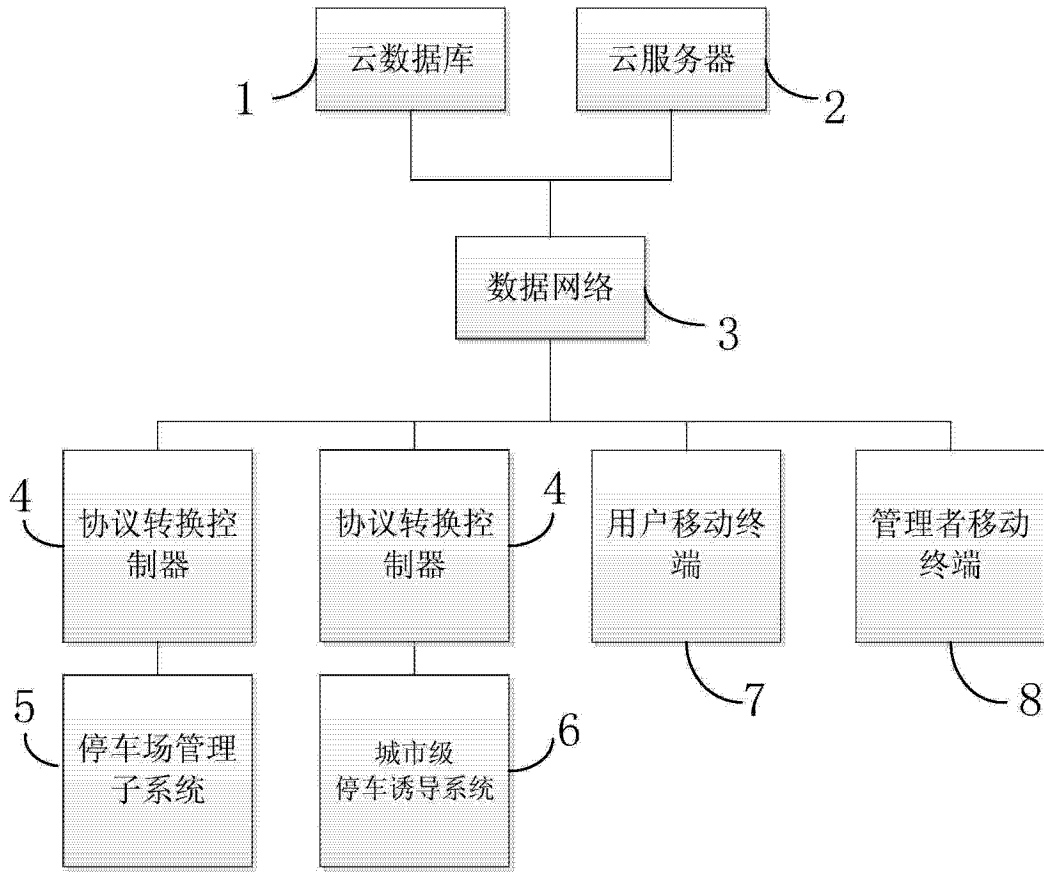 云数据库
云服务器
1
2
数据网络
3
4
协议转换控
制器
协议转换控
制器
4
用户移动终
端
管理者移动
终端
7
8
5
停车场管理
子系统
城市级
停车诱导系统
6